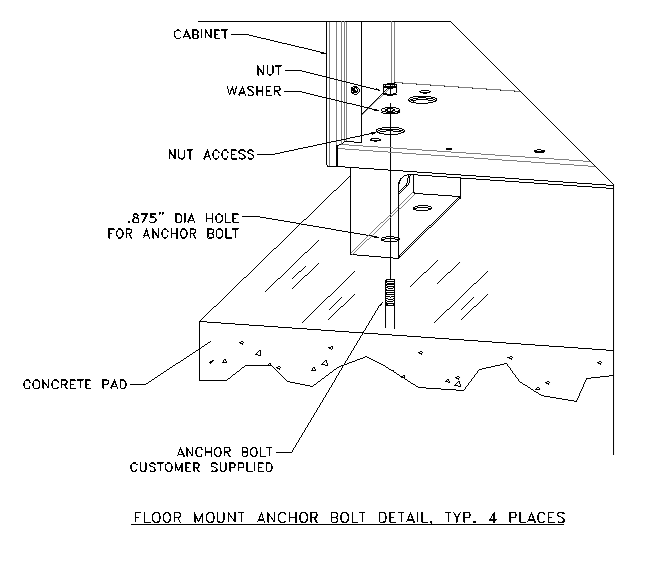 CABINET
NUT
WASHER
NUT ACCESS
.875" DIA HOLE
FOR ANCHOR BOLT
CONCRETE PAD
ANCHOR BOLT
CUSTOMER SUPPLIED
FLOOR MOUNT ANCHOR BOLT DETAIL, TYP. 4 PLACES